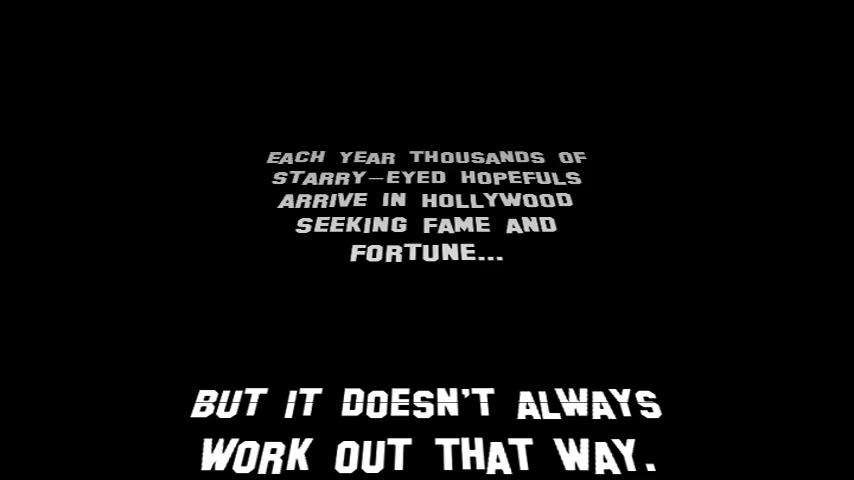 EACH YEAR THOUSANDS OF
STARRY-EYED HOPEFULS
ARRIVE IN HOLLYWOOD
SEEKING FAME AND
FORTUNE...
BUT IT DOESN'T ALWAYS
WORK OUT THAT WAY.